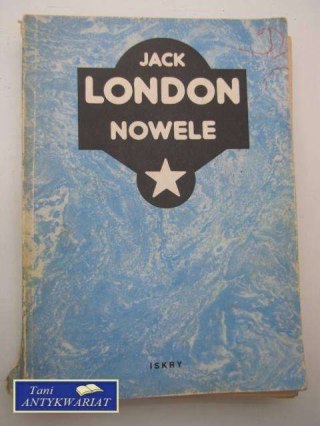 JACK
LONDON
NOWELE
ISKRY
Tani
ANTYKWARIAT